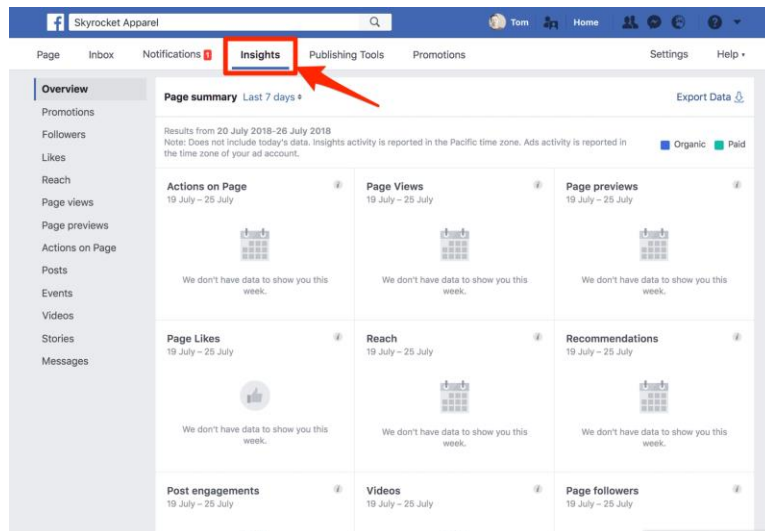 f Skyrocket Apparel Tom Home
Page Inbox Notifications 1 Insights Publishing Tools Promotions Settings Help
Overview
Promotions
Followers
Likes
Reach
Page views
Page previews
Actions on Page
Posts
Events
Videos
Stories
Messages
Page summary Last 7 days Export Data
Results from 20 July 2018-26 July 2018
Note: Does not include today's data. Insights activity is reported in the Pacific time zone. Ads activity is reported in
the time zone of your ad account.
Organic Paid
Actions on Page
19 July – 25 July
We don't have data to show you this
week.
Page Views
19 July – 25 July
We don't have data to show you this
week.
Page previews
19 July – 25 July
We don't have data to show you this
week.
Page Likes
19 July – 25 July
We don't have data to show you this
week.
Reach
19 July – 25 July
We don't have data to show you this
week.
Recommendations
19 July – 25 July
We don't have data to show you this
week.
Post engagements
19 July – 25 July
Videos
19 July – 25 July
Page followers
19 July – 25 July